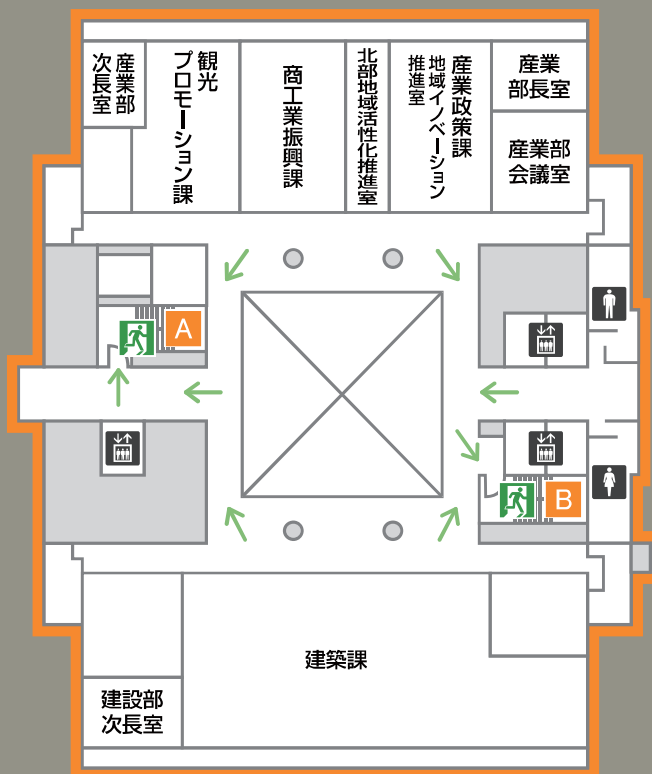 産業部
次長室
観光
プロモーション課
商工業振興課
北部地域活性化推進室
産業政策課
地域イノベーション
推進室
産業
部長室
産業部
会議室
A
B
建築課
建設部
次長室